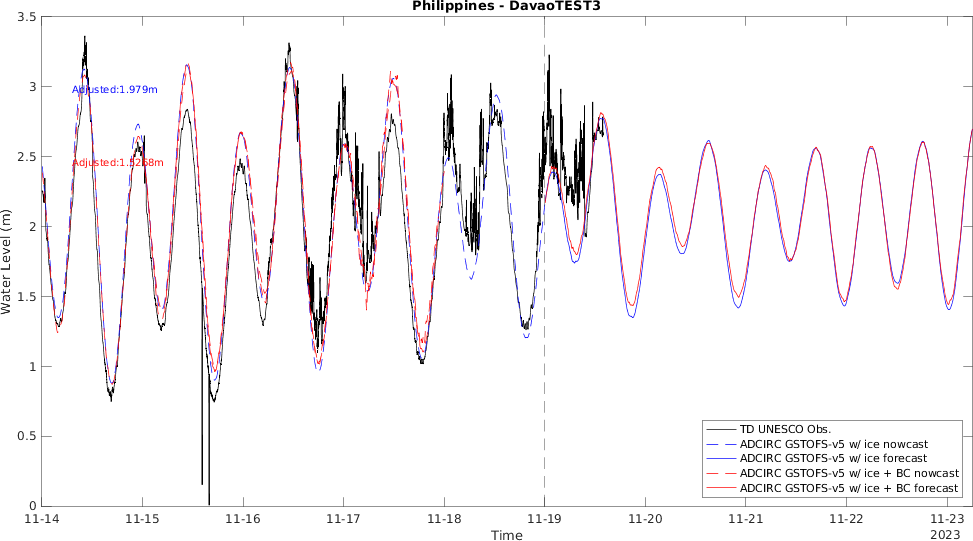 Philippines - DavaoTEST3
3.5
3
2.5
2
1.5
1
0.5
0
Water Level (m)
Adjusted:1.979m
Adjusted:1.5268m
TD UNESCO Obs.
ADCIRC GSTOFS-v5 w/ ice nowcast
ADCIRC GSTOFS-v5 w/ ice forecast
ADCIRC GSTOFS-v5 w/ ice + BC nowcast
ADCIRC GSTOFS-v5 w/ ice + BC forecast
11-14 11-15 11-16 11-17 11-18 11-19 11-20 11-21 11-22 11-23
2023
Time